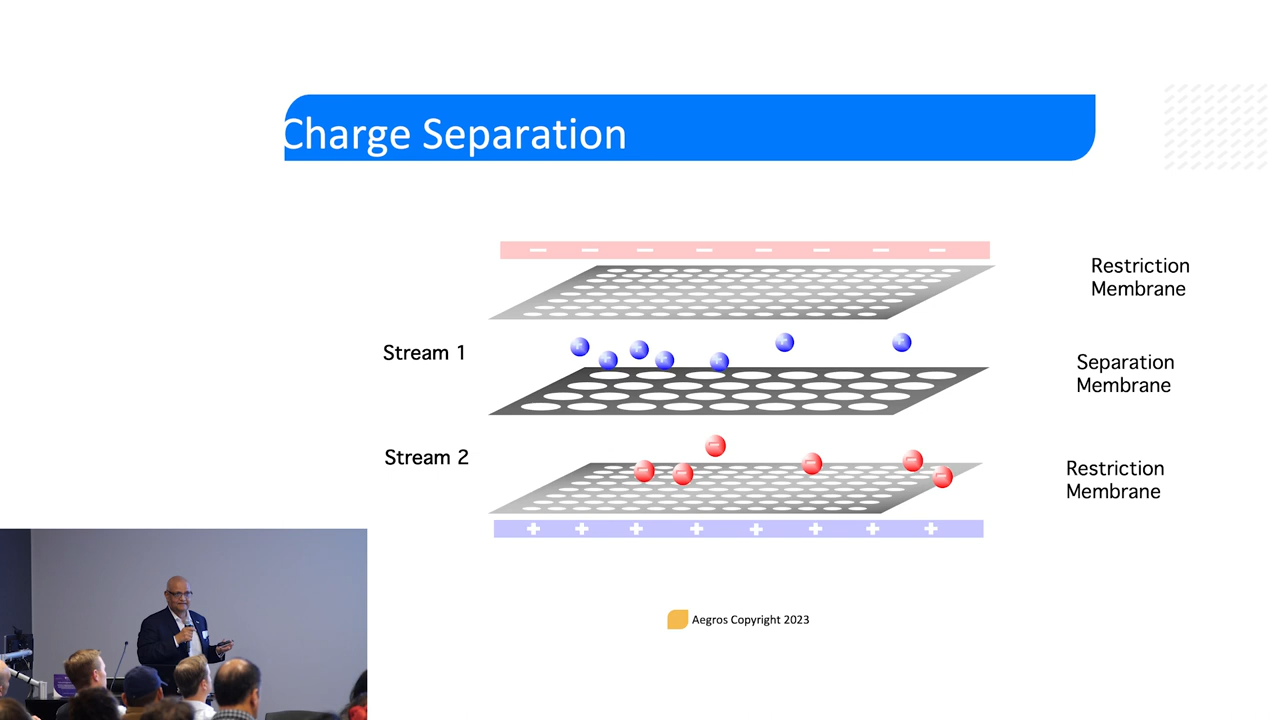 Charge Separation
Restriction
Membrane
Stream 1
Separation
Membrane
Stream 2
Restriction
Membrane
Aegros Copyright 2023